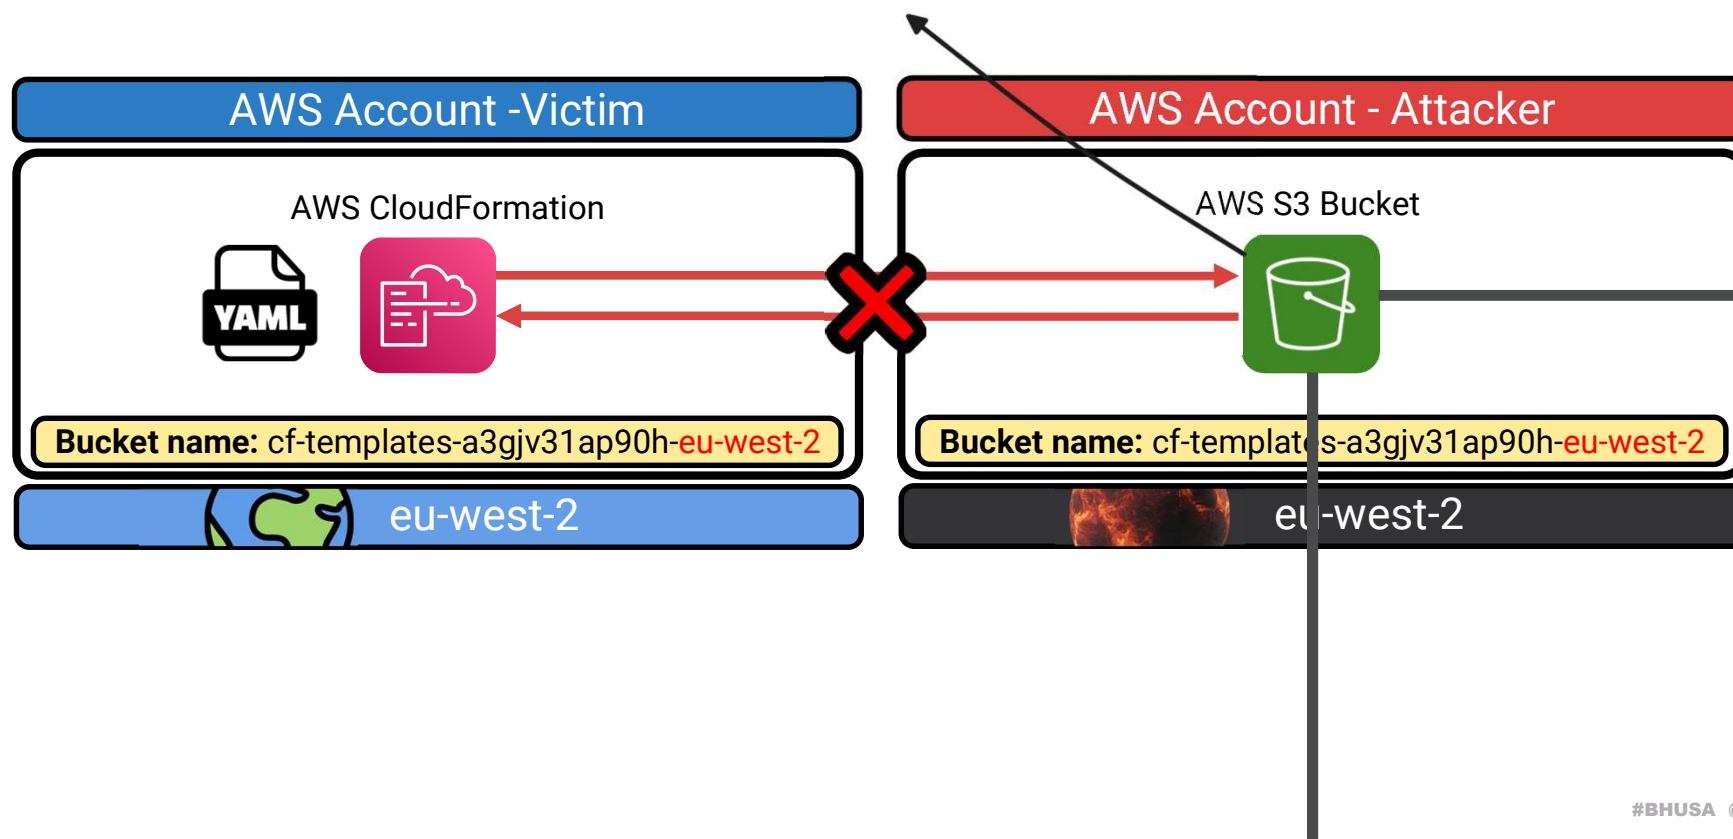 AWS Account -Victim
AWS Account - Attacker
AWS CloudFormation
AWS S3 Bucket
YAML
Bucket name: cf-templates-a3gjv31ap90h-eu-west-2
Bucket name: cf-templates-a3gjv31ap90h-eu-west-2
eu-west-2
eu-west-2
#BHUSA